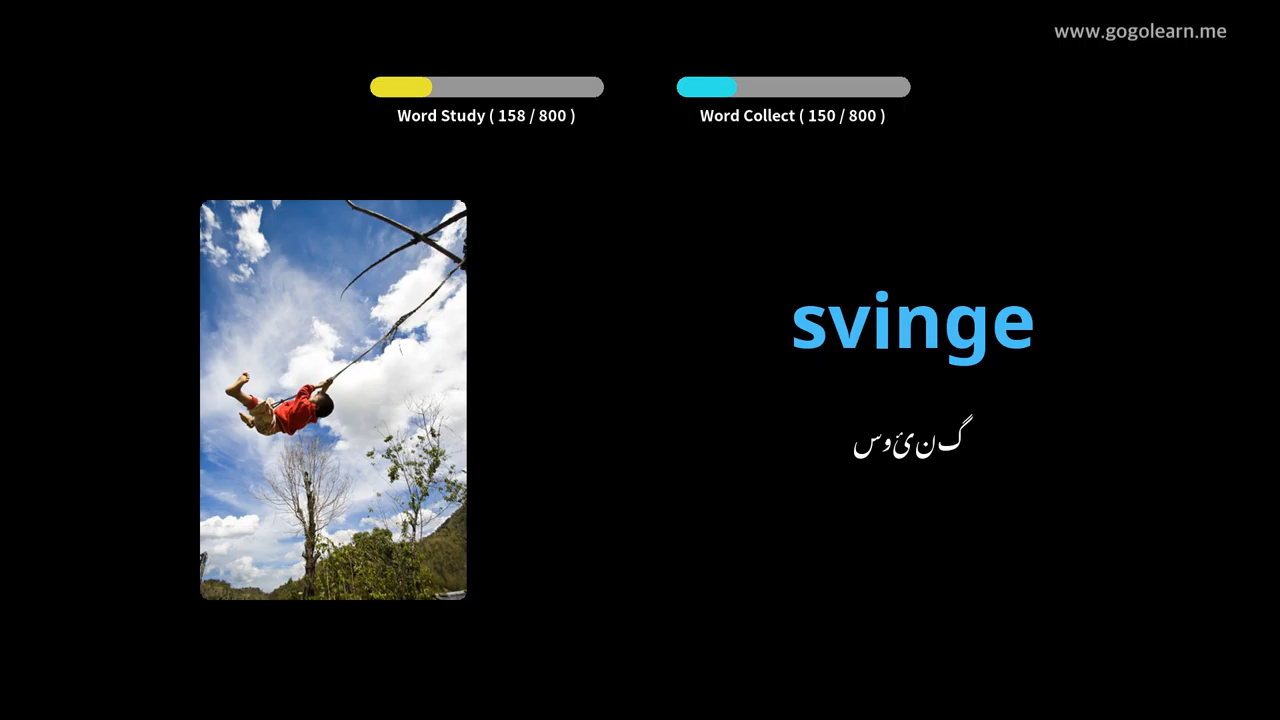 www.gogolearn.me
Word Study ( 158 / 800 )
Word Collect ( 150 / 800 )
svinge
گ ن ئ و س